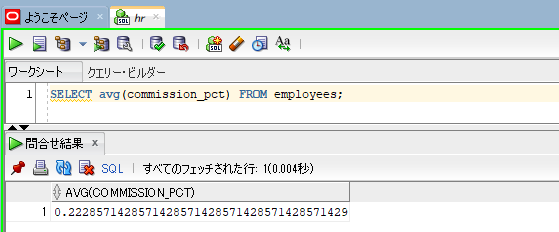 ようこそページ
hr
ワークシート クエリー・ビルダー
1 SELECT avg(commission_pct) FROM employees;
問合せ結果
SQL | すべてのフェッチされた行: 1(0.004秒)
AVG(COMMISSION_PCT)
1 0.2228571428571428571428571428571428571429